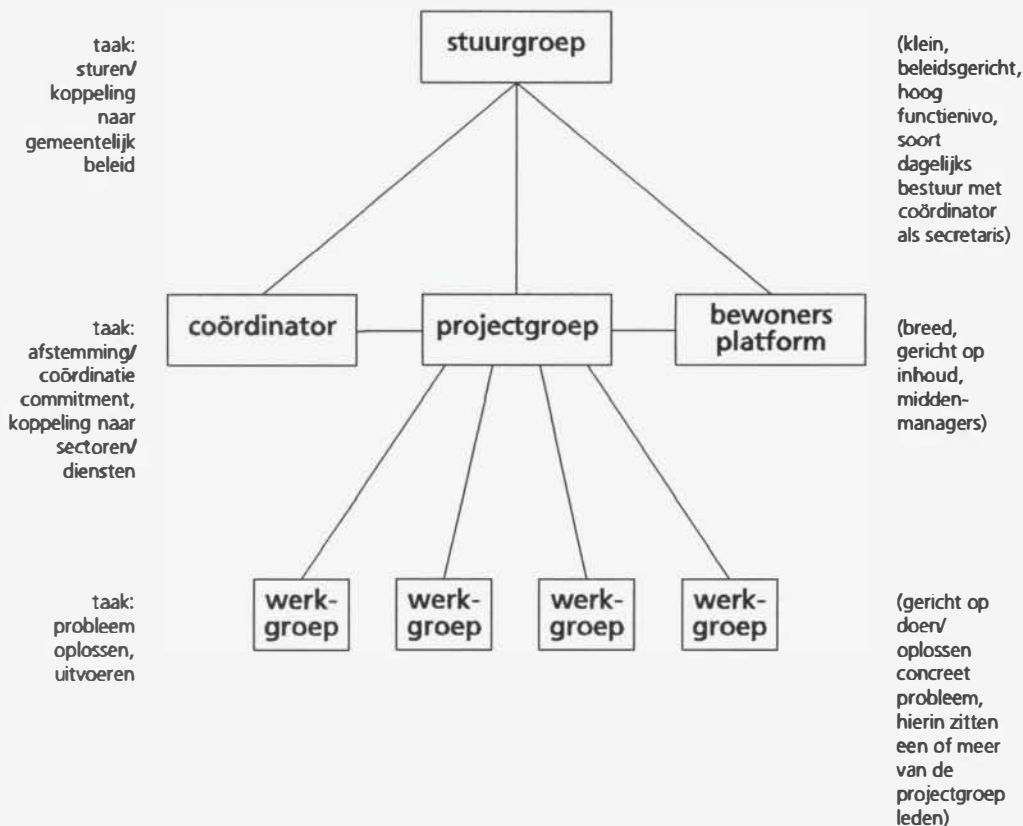 taak:
sturen/
koppeling
naar
gemeentelijk
beleid
stuurgroep
(klein,
beleidsgericht,
hoog
functienivo,
soort
dagelijks
bestuur met
coördinator
als secretaris)
taak:
afstemming/
coördinatie
commitment,
koppeling naar
sectoren/
diensten
coördinator
projectgroep
bewoners
platform
(breed,
gericht op
inhoud,
midden-
managers)
taak:
probleem
oplossen,
uitvoeren
werk-
groep
werk-
groep
werk-
groep
werk-
groep
(gericht op
doen/
oplossen
concreet
probleem,
hierin zitten
een of meer
van de
projectgroep
leden)